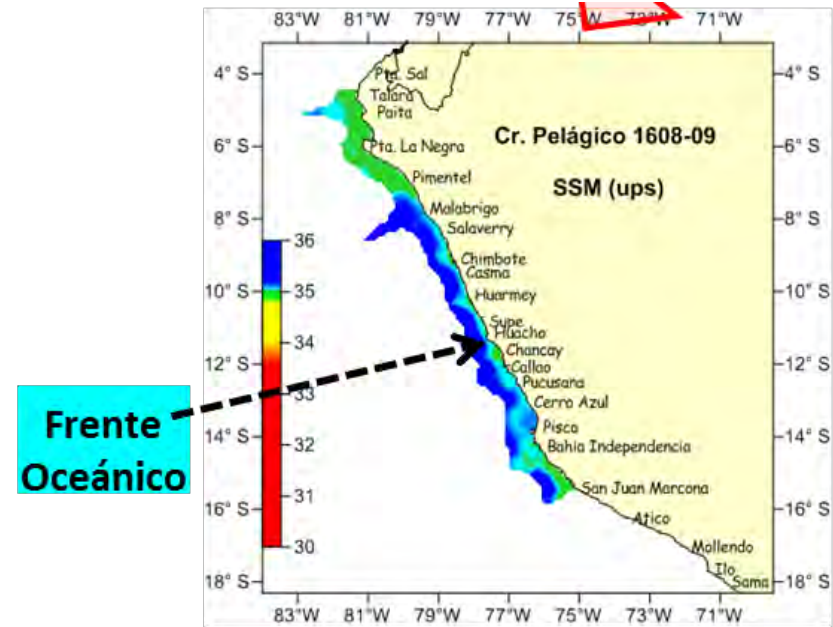 83°W 81°W 79°W 77°W 75°W 73°W 71°W
4° S 4° S
Pta. Sal
Talara
Paita
6° S 6° S
Cr. Pelágico 1608-09
Pta. La Negra
Pimentel
SSM (ups)
8° S 8° S
Malabrigo
Salaverry
36
Chimbote
Casma
35
10° S 10° S
Huarmey
34
Supe
Huacho
Chancay
12° S 12° S
Callao
Pucusana
33
Cerro Azul
Frente
Oceánico
14° S 14° S
Pisco
32
Bahia Independencia
31
San Juan Marcona
16° S 16° S
Atico
30
Mollendo
Ilo
18° S 18° S
Sama
83°W 81°W 79°W 77°W 75°W 73°W 71°W